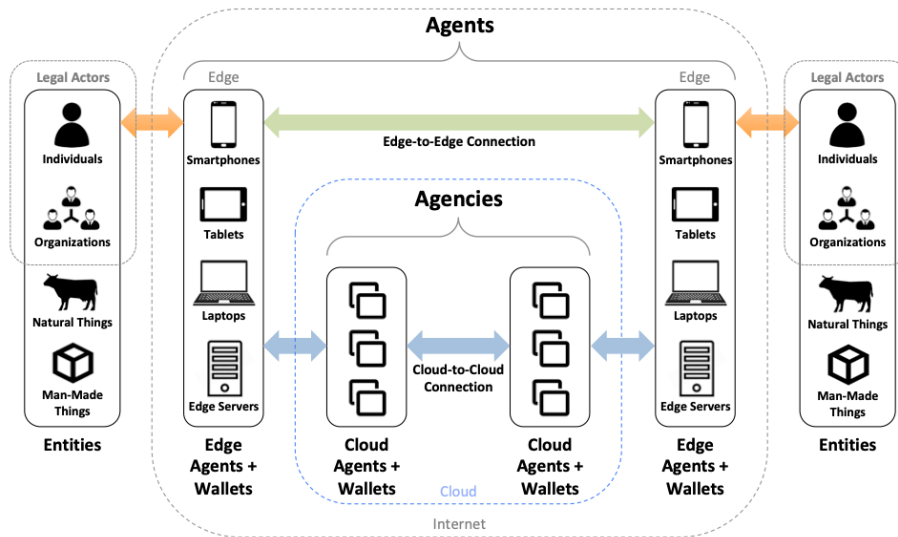 Agents
Legal Actors
Edge
Edge
Legal Actors
Individuals
Organizations
Natural Things
Man-Made
Things
Entities
Smartphones
Tablets
Laptops
Edge Servers
Edge
Agents +
Wallets
Edge-to-Edge Connection
Agencies
Cloud-to-Cloud
Connection
Cloud
Agents +
Wallets
Cloud
Agents +
Wallets
Cloud
Internet
Smartphones
Tablets
Laptops
Edge Servers
Edge
Agents +
Wallets
Individuals
Organizations
Natural Things
Man-Made
Things
Entities